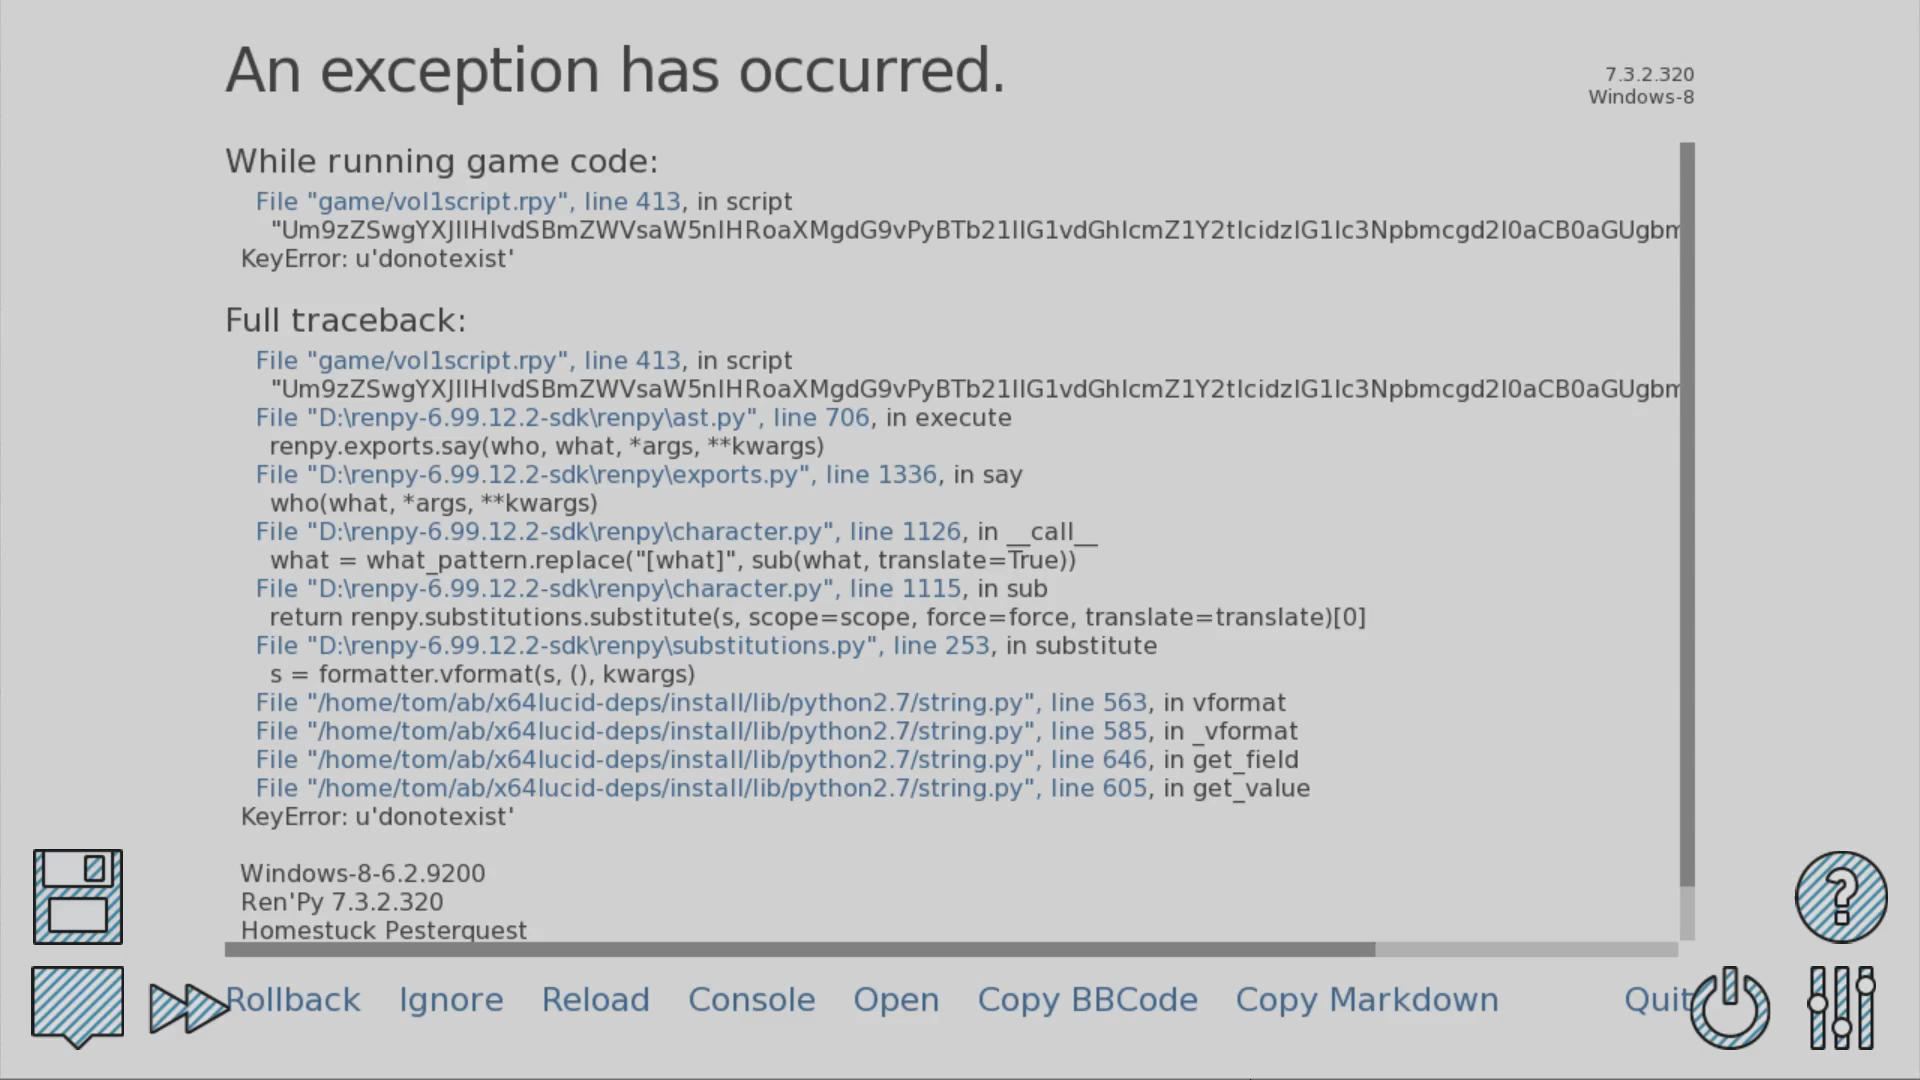 An exception has occurred.
7.3.2.320
Windows-8
While running game code:
File "game/vol1script.rpy", line 413, in script
"Um9zZSwgYXJlIHlvdSBmZWVsaW5nIHRoaXMgdG9vPyBTb21lIG1vdGhlcmZ1Y2tlcidzIG1lc3Npbmcgd2l0aCB0aGUgbm
KeyError: u'donotexist'
Full traceback:
File "game/vol1script.rpy", line 413, in script
"Um9zZSwgYXJlIHlvdSBmZWVsaW5nIHRoaXMgdG9vPyBTb21lIG1vdGhlcmZ1Y2tlcidzIG1lc3Npbmcgd2l0aCB0aGUgbm
File "D:\renpy-6.99.12.2-sdk\renpy\ast.py", line 706, in execute
renpy.exports.say(who, what, *args, **kwargs)
File "D:\renpy-6.99.12.2-sdk\renpy\exports.py", line 1336, in say
who(what, *args, **kwargs)
File "D:\renpy-6.99.12.2-sdk\renpy\character.py", line 1126, in __call__
what = what_pattern.replace("[what]", sub(what, translate=True))
File "D:\renpy-6.99.12.2-sdk\renpy\character.py", line 1115, in sub
return renpy.substitutions.substitute(s, scope=scope, force=force, translate=translate)[0]
File "D:\renpy-6.99.12.2-sdk\renpy\substitutions.py", line 253, in substitute
s = formatter.vformat(s, (), kwargs)
File "/home/tom/ab/x64lucid-deps/install/lib/python2.7/string.py", line 563, in vformat
File "/home/tom/ab/x64lucid-deps/install/lib/python2.7/string.py", line 585, in _vformat
File "/home/tom/ab/x64lucid-deps/install/lib/python2.7/string.py", line 646, in get_field
File "/home/tom/ab/x64lucid-deps/install/lib/python2.7/string.py", line 605, in get_value
KeyError: u'donotexist'
Windows-8-6.2.9200
Ren'Py 7.3.2.320
Homestuck Pesterquest
Rollback Ignore Reload Console Open Copy BBCode Copy Markdown Quit